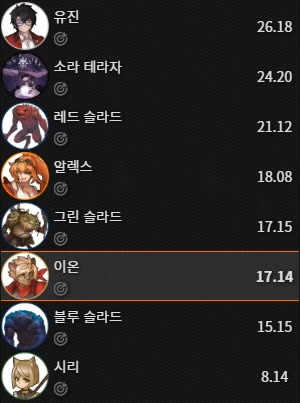 유진
26.18
소라 테라자
24.20
레드 슬라드
21.12
알렉스
18.08
그린 슬라드
17.15
이온
17.14
블루 슬라드
15.15
시리
8.14